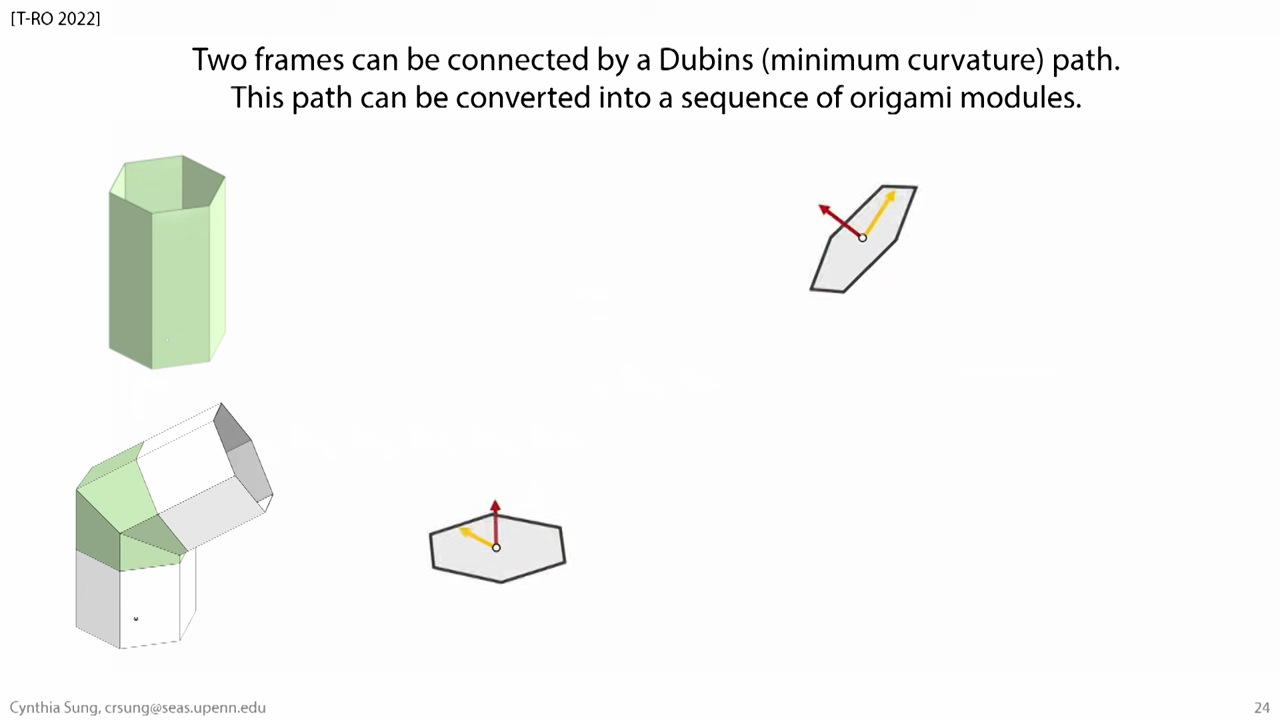 [T-RO 2022]
Two frames can be connected by a Dubins (minimum curvature) path.
This path can be converted into a sequence of origami modules.
Cynthia Sung, crsung@seas.upenn.edu
24